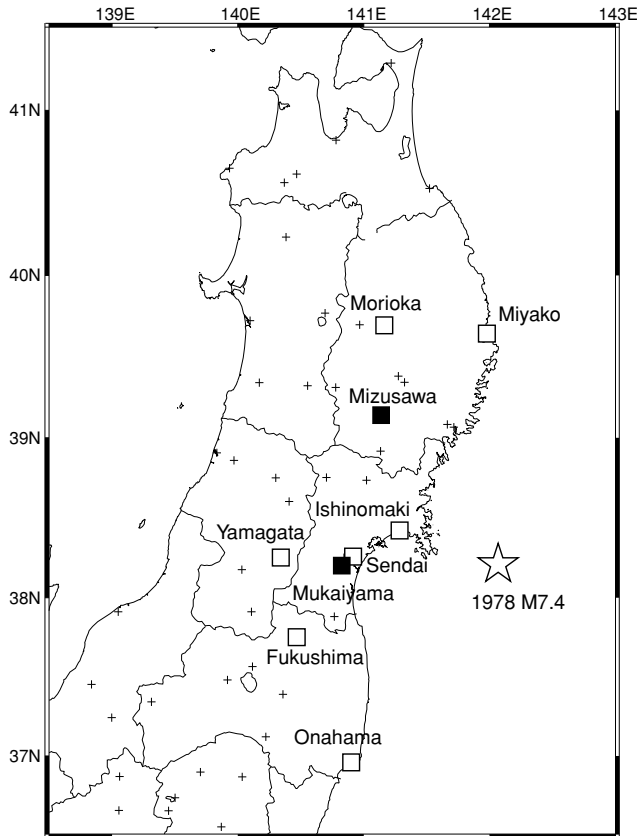 139E 140E 141E 142E 143E
41N
40N
Morioka
Miyako
Mizusawa
39N
Ishinomaki
Yamagata
Sendai
Mukaiyama
38N
1978 M7.4
Fukushima
Onahama
37N